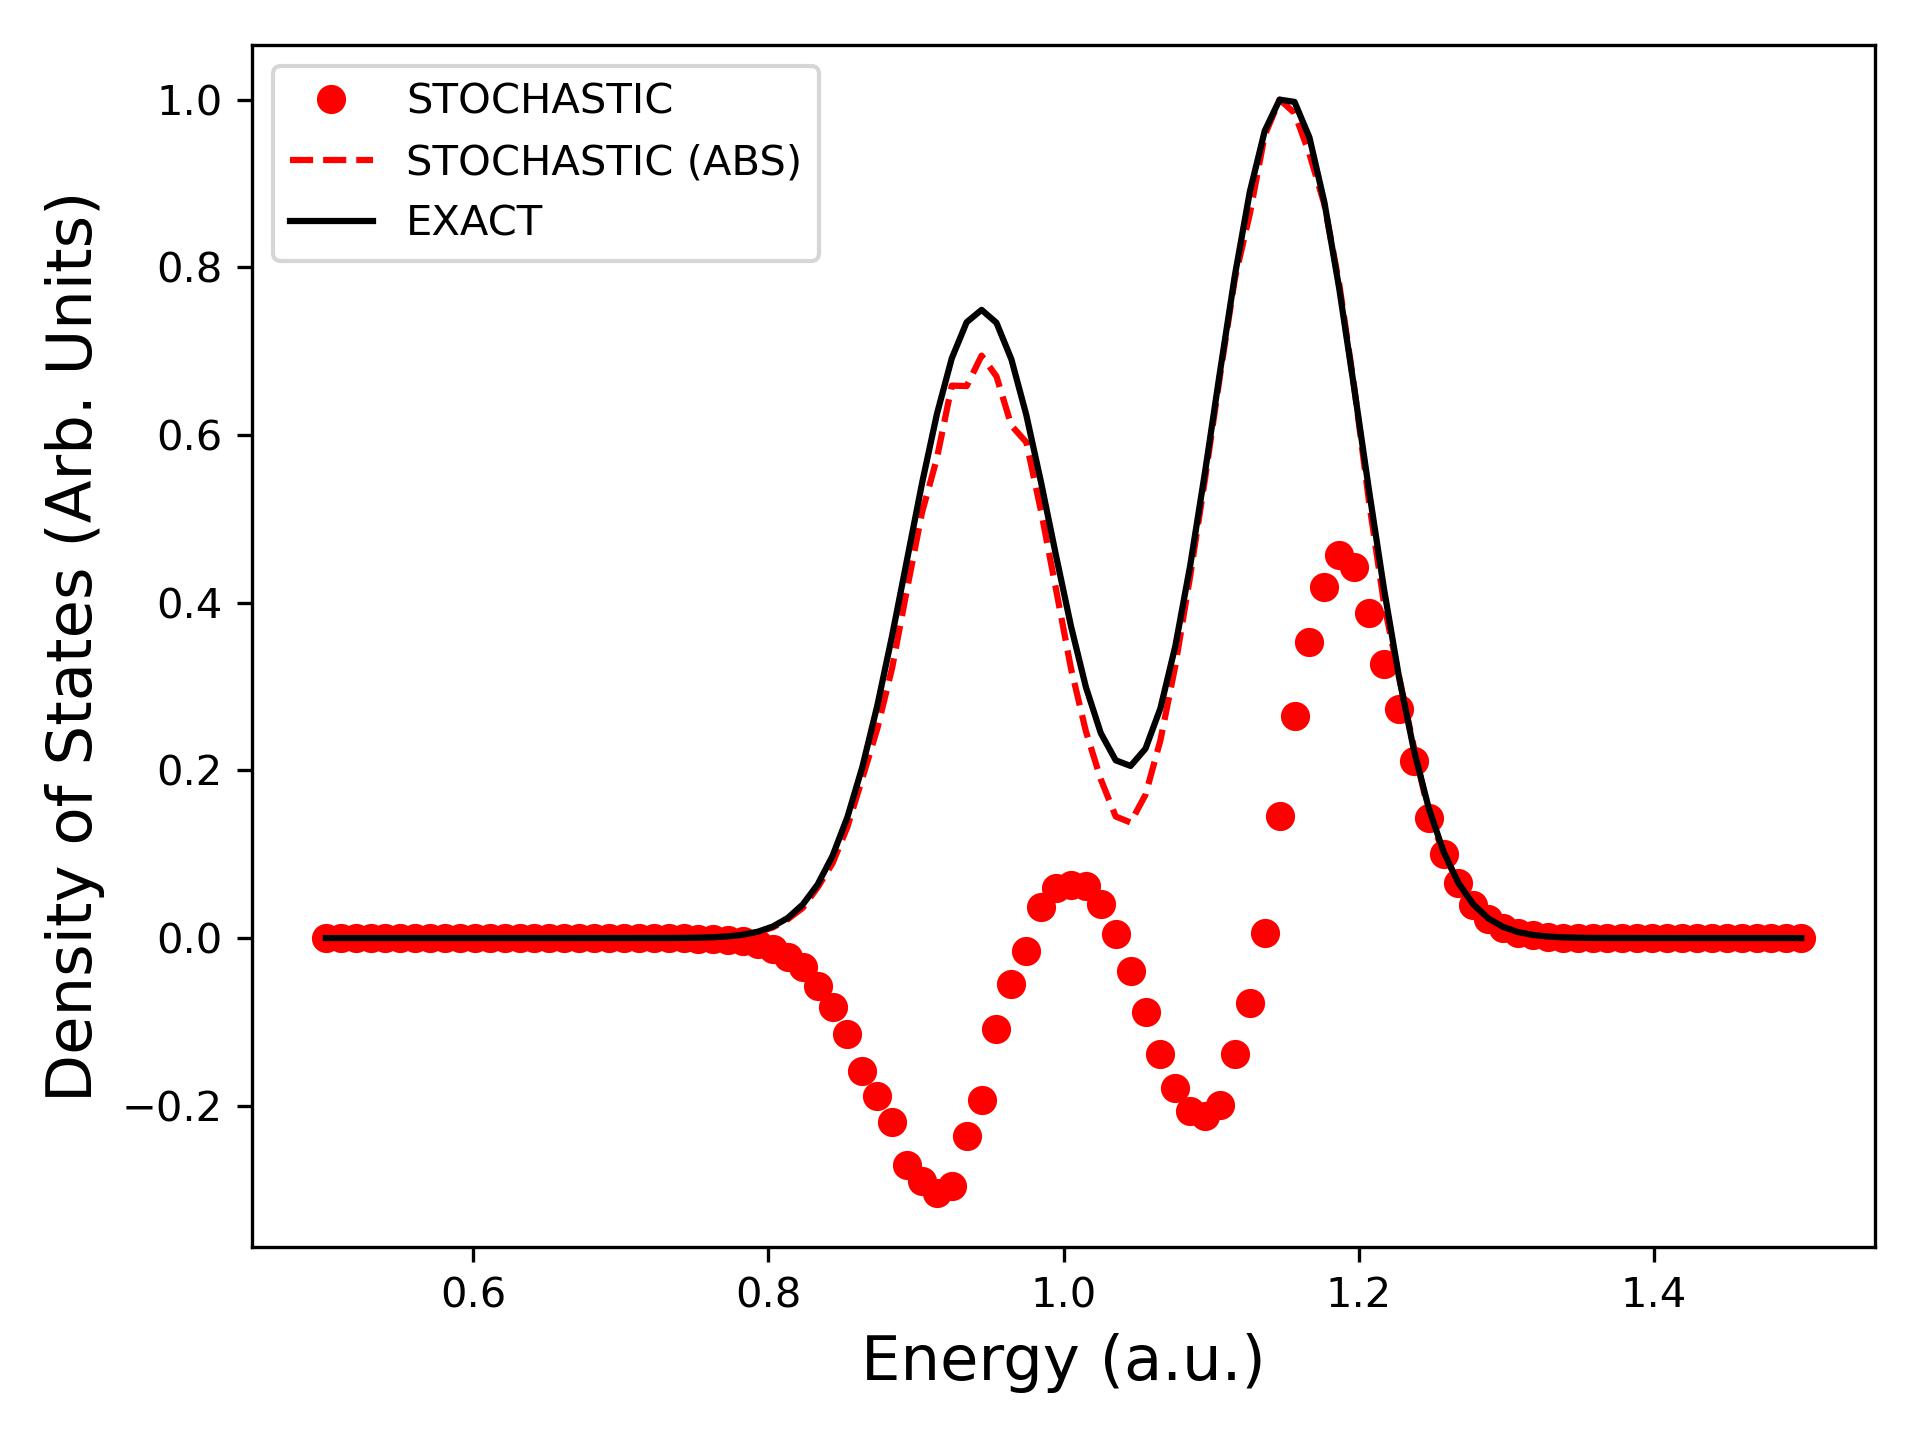 STOCHASTIC
STOCHASTIC (ABS)
EXACT
Density of States (Arb. Units)
1.0
0.8
0.6
0.4
0.2
0.0
−0.2
0.6 0.8 1.0 1.2 1.4
Energy (a.u.)